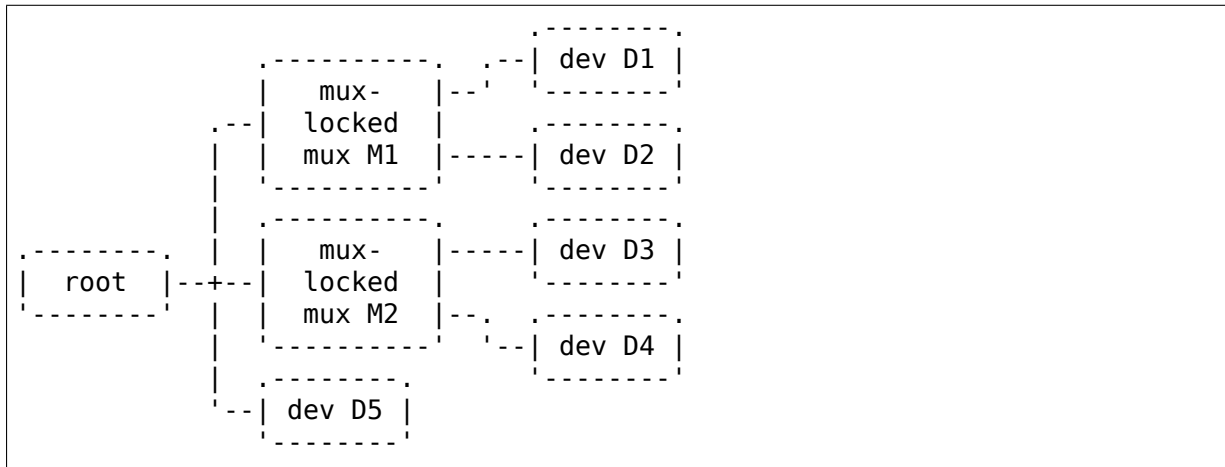 dev D1
mux-
locked
mux M1
dev D2
mux-
locked
mux M2
dev D3
root
dev D4
dev D5